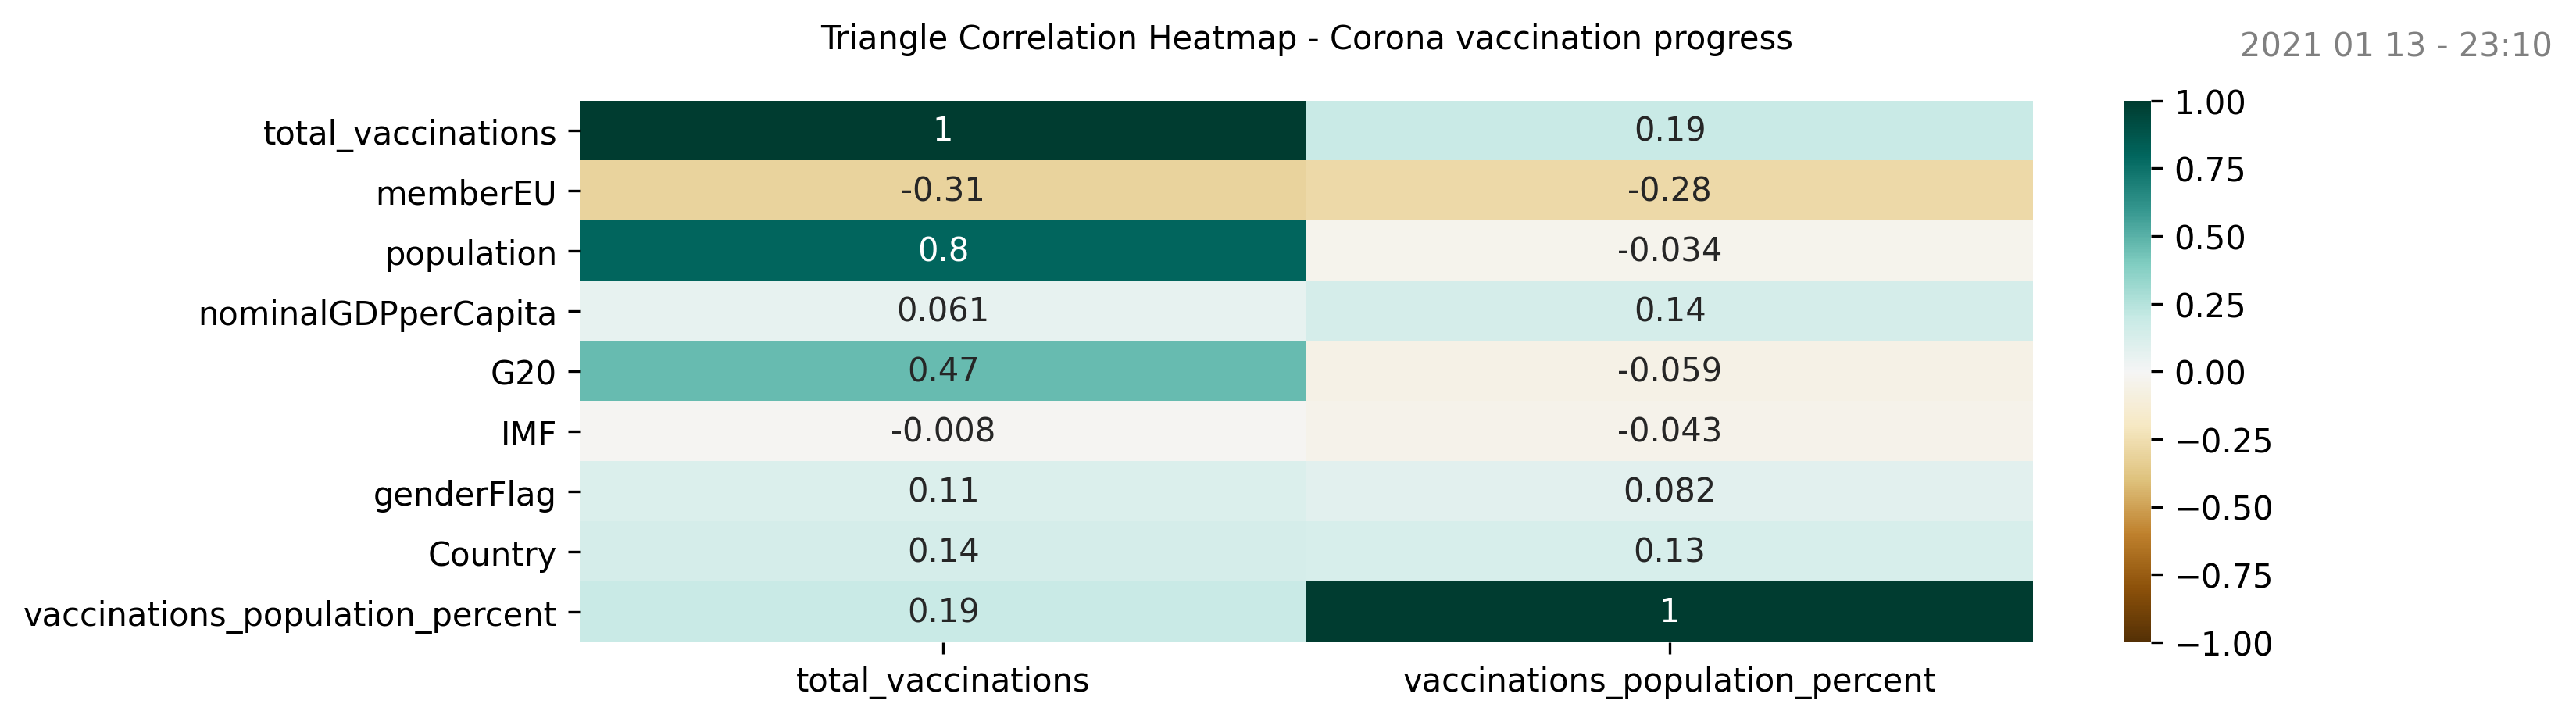 Triangle Correlation Heatmap - Corona vaccination progress
2021 01 13 - 23:10
total_vaccinations 1 0.19
memberEU -0.31 -0.28
population 0.8 -0.034
nominalGDPperCapita 0.061 0.14
G20 0.47 -0.059
IMF -0.008 -0.043
genderFlag 0.11 0.082
Country 0.14 0.13
vaccinations_population_percent 0.19 1
total_vaccinations vaccinations_population_percent
1.00
0.75
0.50
0.25
0.00
−0.25
−0.50
−0.75
−1.00